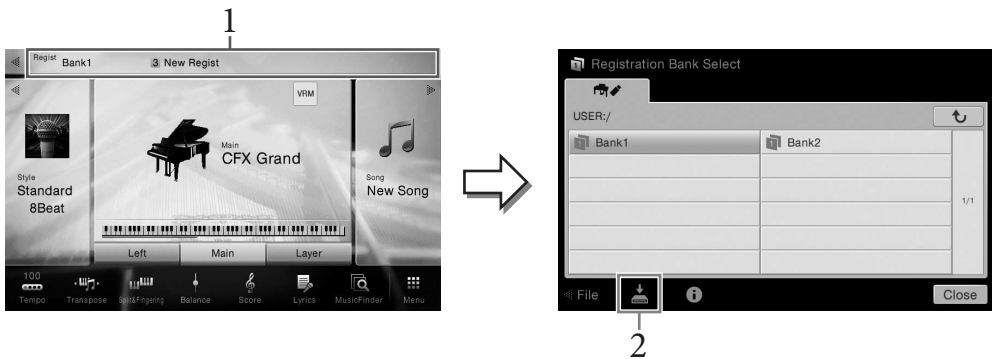 1
Regist Bank1 3 New Regist
VRM
Main
CFX Grand
Style
Standard
8Beat
Song
New Song
Left Main Layer
100
Tempo Transpose Split&Fingering Balance Score Lyrics MusicFinder Menu
Registration Bank Select
USER:/
Bank1 Bank2
1/1
File Close
2